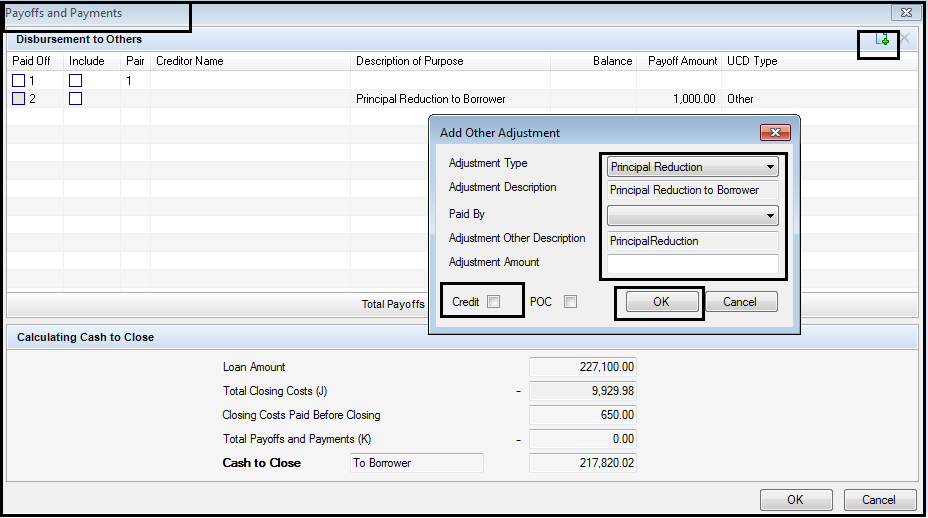 Payoffs and Payments
Disbursement to Others
Paid Off Include Pair Creditor Name Description of Purpose Balance Payoff Amount UCD Type
1 1
2 Principal Reduction to Borrower 1,000.00 Other
Add Other Adjustment
Adjustment Type Principal Reduction
Adjustment Description Principal Reduction to Borrower
Paid By
Adjustment Other Description PrincipalReduction
Adjustment Amount
Credit POC OK Cancel
Total Payoffs
Calculating Cash to Close
Loan Amount 227,100.00
Total Closing Costs (J) - 9,929.98
Closing Costs Paid Before Closing 650.00
Total Payoffs and Payments (K) - 0.00
Cash to Close To Borrower 217,820.02
OK Cancel